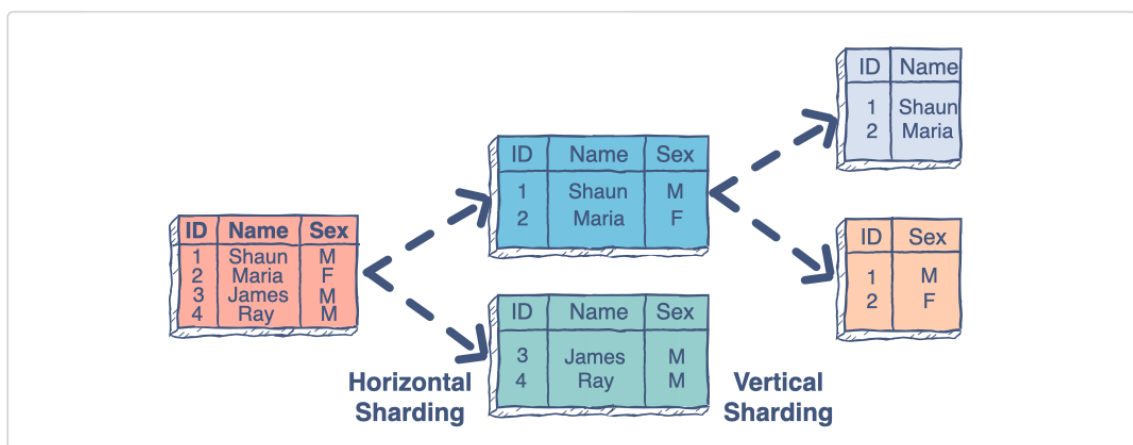 ID Name Sex
1 Shaun M
2 Maria F
3 James M
4 Ray M
Horizontal
Sharding
ID Name Sex
1 Shaun M
2 Maria F
ID Name Sex
3 James M
4 Ray M
Vertical
Sharding
ID Name
1 Shaun
2 Maria
ID Sex
1 M
2 F